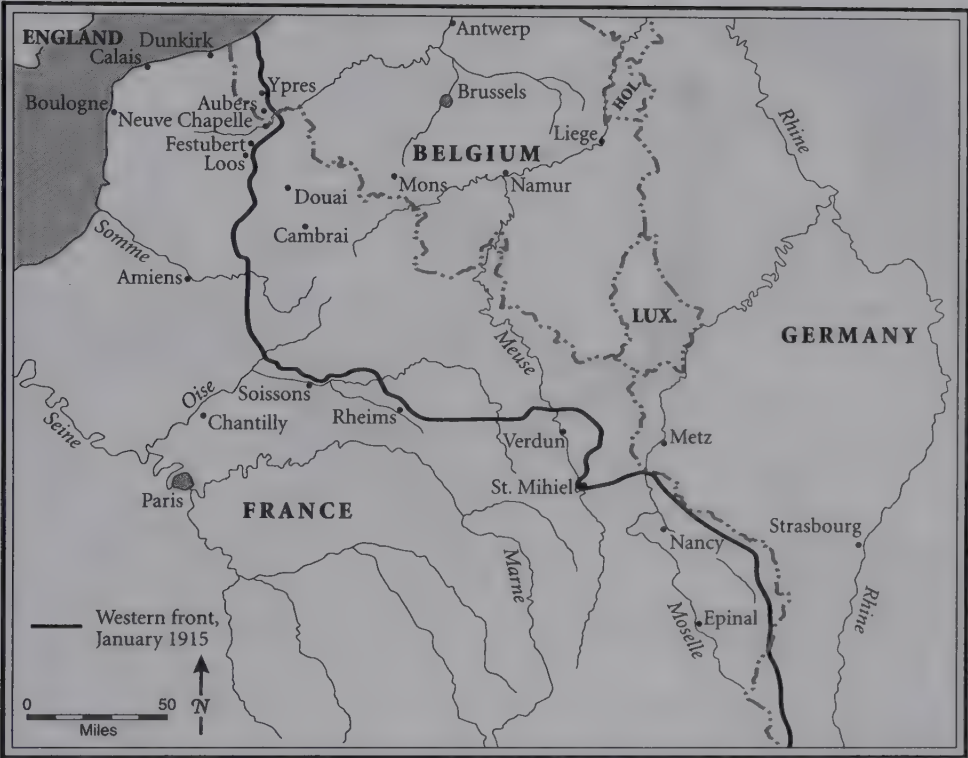 ENGLAND
Dunkirk
Calais
Boulogne
Antwerp
Ypres
Aubers
Neuve Chapelle
Festubert
Loos
Brussels
HOL.
Rhine
Liege
BELGIUM
Mons
Namur
Douai
Cambrai
Somme
Amiens
LUX.
GERMANY
Meuse
Soissons
Oise
Chantilly
Rheims
Seine
Verdun
Metz
Paris
St. Mihiel
FRANCE
Nancy
Strasbourg
Marne
Moselle
Epinal
Rhine
Western front,
January 1915
N
0 50
Miles